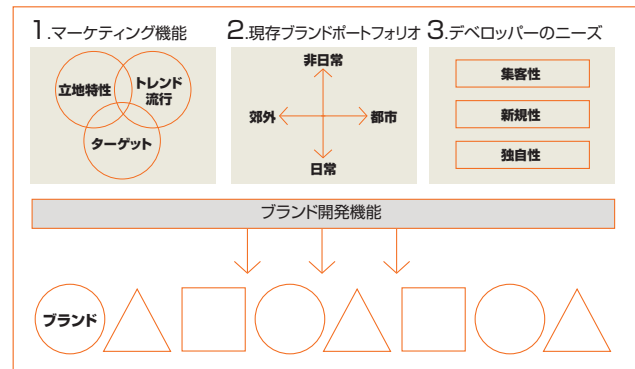 1.マーケティング機能
立地特性
トレンド
流行
ターゲット
2.現存ブランドポートフォリオ
非日常
郊外
都市
日常
3.デベロッパーのニーズ
集客性
新規性
独自性
ブランド開発機能
ブランド